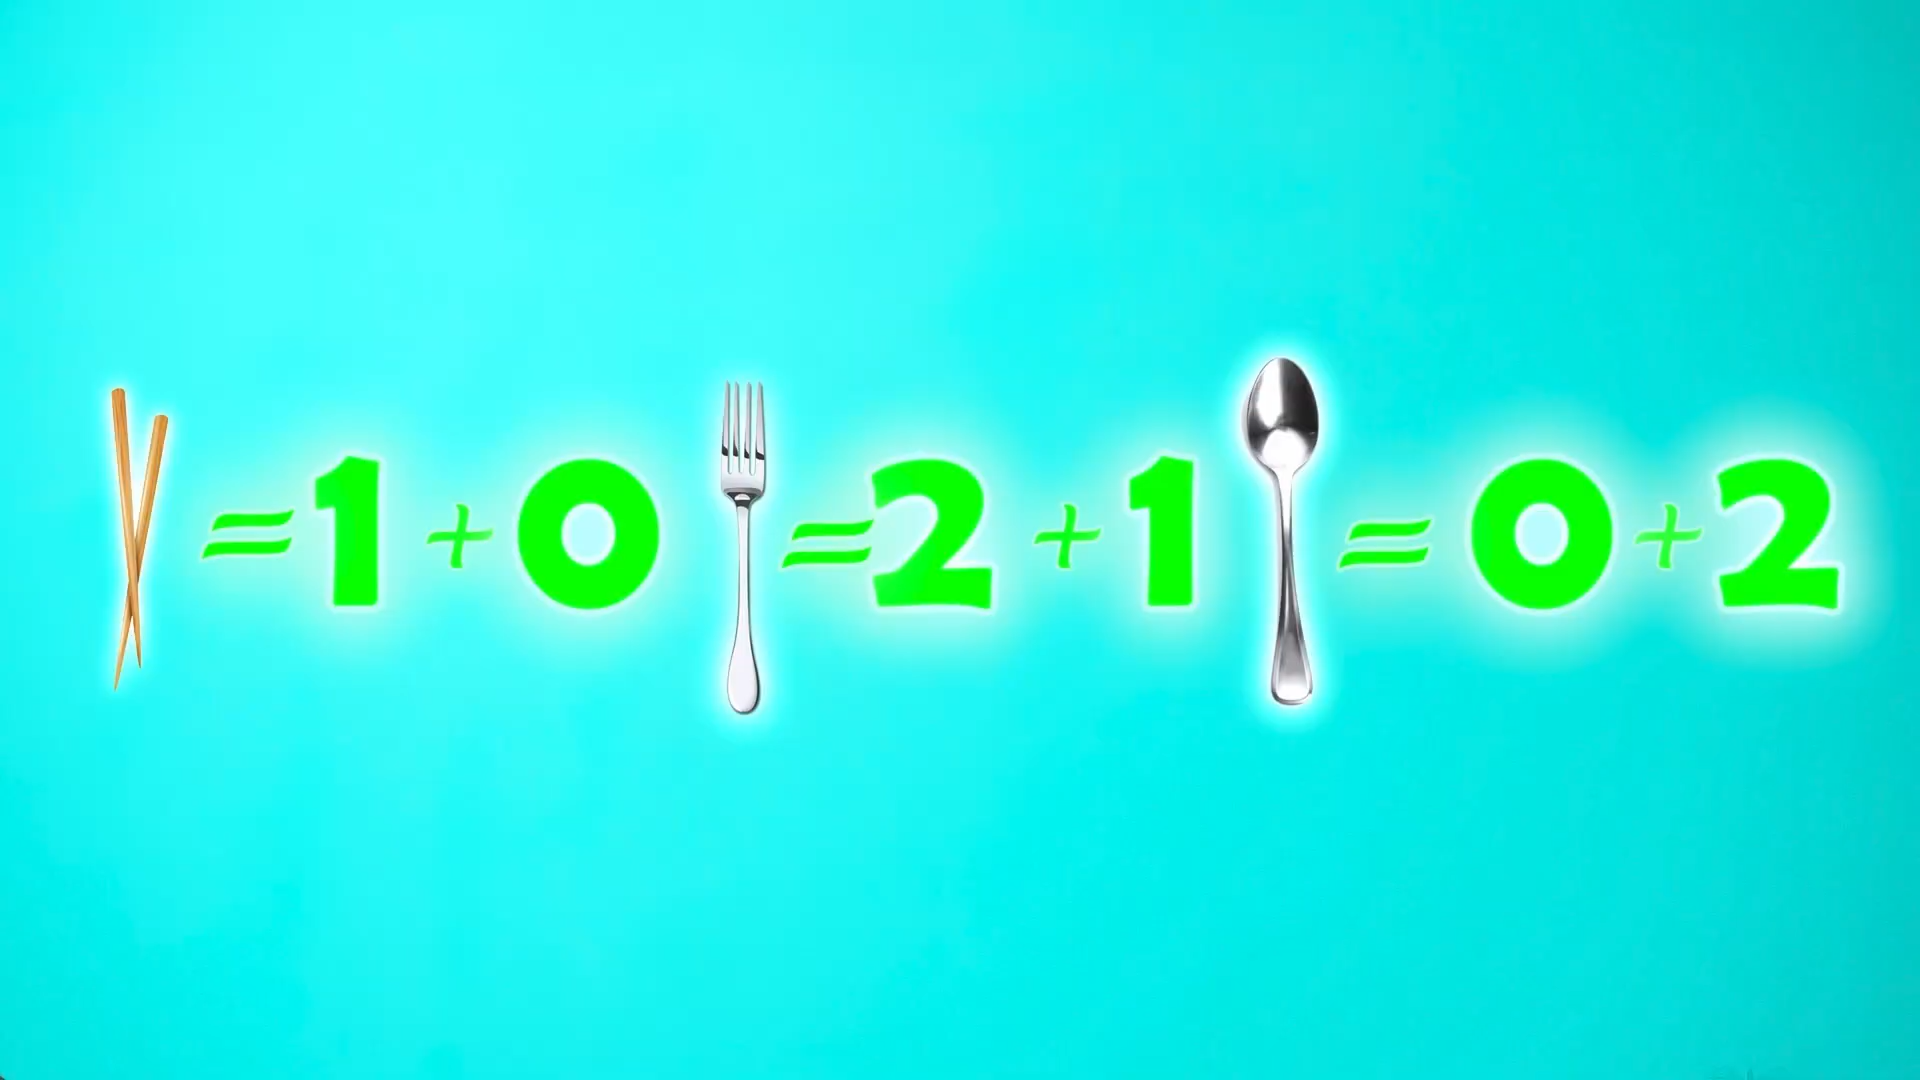 = 1 + 0 = 2 + 1 = 0 + 2